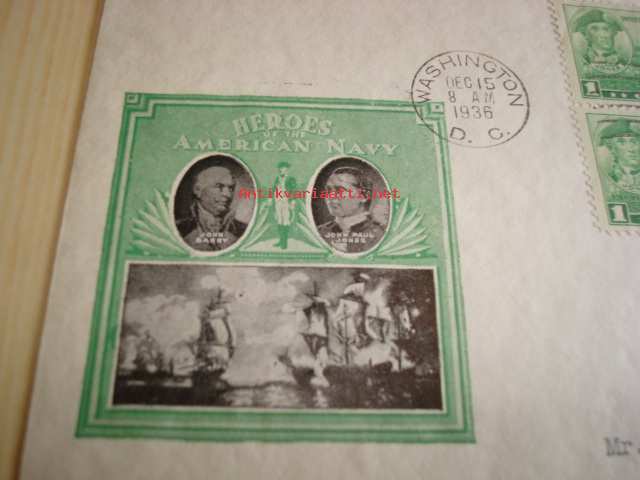 WASHINGTON
DEC 15
8 AM
1936
D. C.
HEROES
OF THE
AMERICAN NAVY
Antikvariaatti.net
JOHN
BARRY
JOHN PAUL
JONES
1
1
Mr.